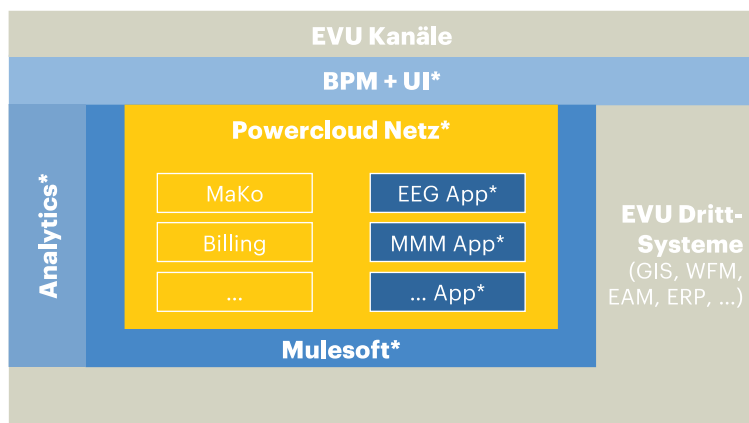 EVU Kanäle
BPM + UI*
Analytics*
Powercloud Netz*
MaKo
Billing
...
EEG App*
MMM App*
... App*
Mulesoft*
EVU Dritt-
Systeme
(GIS, WFM,
EAM, ERP, ...)